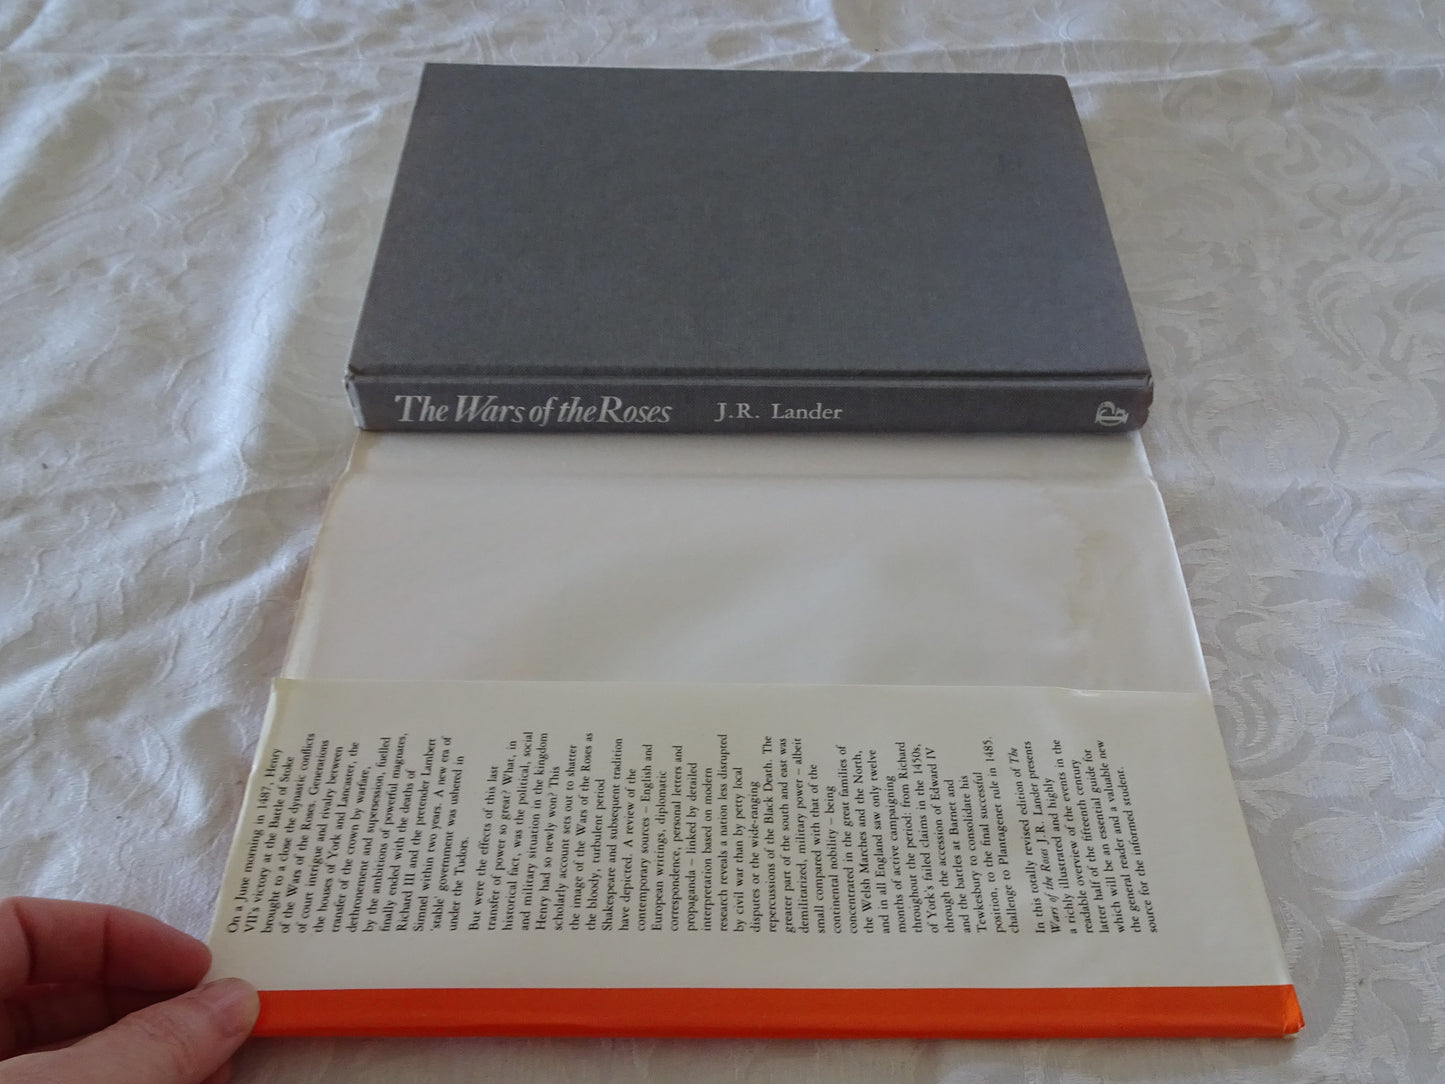 The Wars of the Roses J.R. Lander
On a June morning in 1487, Henry
VII's victory at the Battle of Stoke
brought to a close the dynastic conflicts
of the Wars of the Roses. Generations
of court intrigue and rivalry between
the houses of York and Lancaster, the
transfer of the crown by warfare,
dethronement and supersession, fuelled
by the ambitions of powerful magnates,
finally ended with the deaths of
Richard III and the pretender Lambert
Simnel within two years. A new era of
'stable' government was ushered in
under the Tudors.
But were the effects of this last
transfer of power so great? What, in
historical fact, was the political, social
and military situation in the kingdom
Henry had so newly won? This
scholarly account sets out to shatter
the image of the Wars of the Roses as
the bloody, turbulent period
Shakespeare and subsequent tradition
have depicted. A review of the
contemporary sources – English and
European writings, diplomatic
correspondence, personal letters and
propaganda – linked by detailed
interpretation based on modern
research reveals a nation less disrupted
by civil war than by petty local
disputes or the wide-ranging
repercussions of the Black Death. The
greater part of the south and east was
demilitarized, military power – albeit
small compared with that of the
continental nobility – being
concentrated in the great families of
the Welsh Marches and the North,
and in all England saw only twelve
months of active campaigning
throughout the period: from Richard
of York's failed claims in the 1450s,
through the accession of Edward IV
and the battles at Barnet and
Tewkesbury to consolidate his
position, to the final successful
challenge to Plantagenet rule in 1485.
In this totally revised edition of The
Wars of the Roses J.R. Lander presents
a richly illustrated and highly
readable overview of the events in the
latter half of the fifteenth century
which will be an essential guide for
the general reader and a valuable new
source for the informed student.